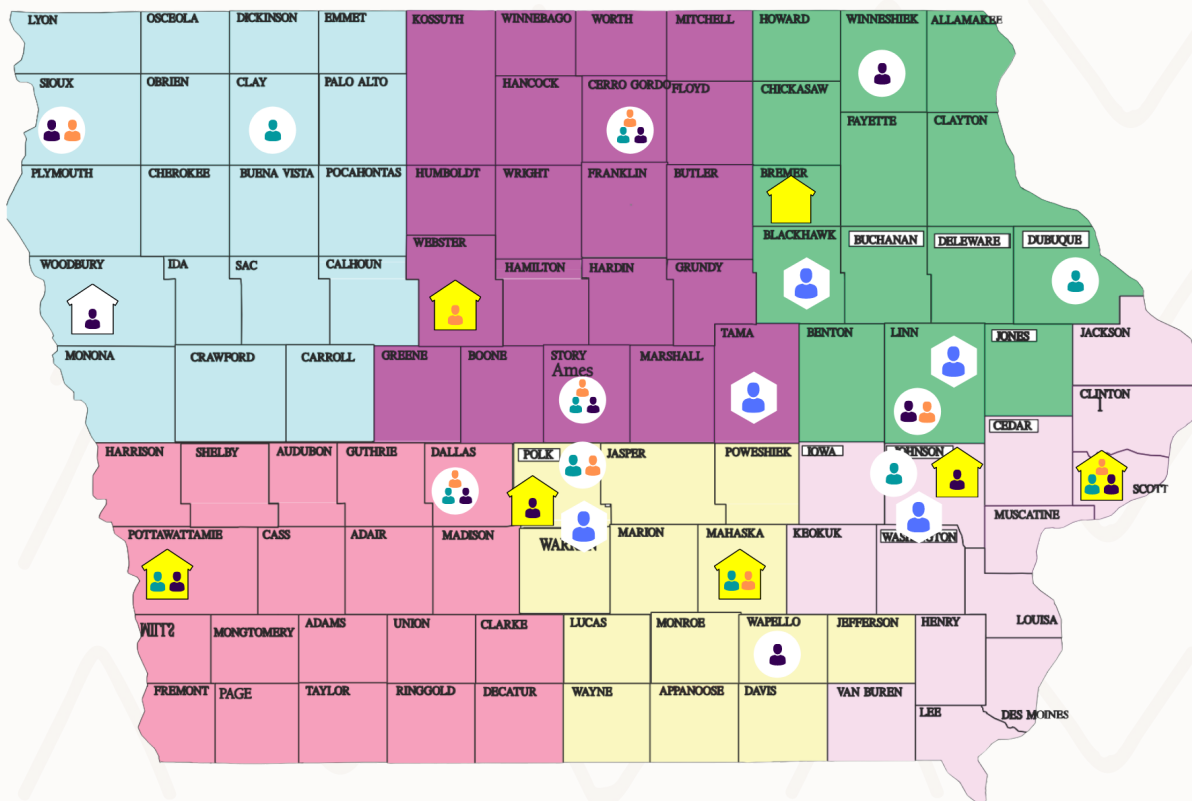 LYON OSCEOLA DICKINSON EMMET KOSSUTH WINNEBAGO WORTH MITCHELL HOWARD WINNESHIEK ALLAMAKEE
SIOUX OBRIEN CLAY PALO ALTO HANCOCK CERRO GORDO FLOYD CHICKASAW
FAYETTE CLAYTON
PLYMOUTH CHEROKEE BUENA VISTA POCAHONTAS HUMBOLDT WRIGHT FRANKLIN BUTLER BREMER
WEBSTER BLACKHAWK BUCHANAN DELEWARE DUBUQUE
WOODBURY IDA SAC CALHOUN HAMILTON HARDIN GRUNDY
TAMA BENTON LINN JONES JACKSON
MONONA CRAWFORD CARROLL GREENE BOONE STORY MARSHALL
Ames
CLINTON
CEDAR
HARRISON SHELBY AUDUBON GUTHRIE DALLAS POLK JASPER POWESHIEK IOWA JOHNSON
SCOTT
MUSCATINE
POTTAWATTAMIE CASS ADAIR MADISON WARREN MARION MAHASKA KEOKUK WASHINGTON
MILLS MONGTOMERY ADAMS UNION CLARKE LUCAS MONROE WAPELLO JEFFERSON HENRY LOUISA
FREMONT PAGE TAYLOR RINGGOLD DECATUR WAYNE APPANOOSE DAVIS VAN BUREN
LEE DES MOINES